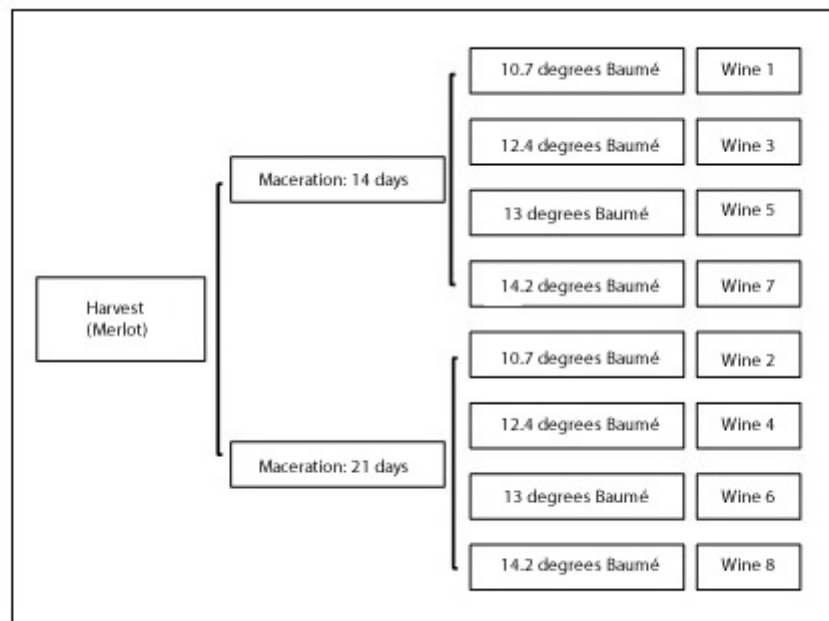 10.7 degrees Baumé
Wine 1
12.4 degrees Baumé
Wine 3
Maceration: 14 days
13 degrees Baumé
Wine 5
14.2 degrees Baumé
Wine 7
Harvest
(Merlot)
10.7 degrees Baumé
Wine 2
12.4 degrees Baumé
Wine 4
Maceration: 21 days
13 degrees Baumé
Wine 6
14.2 degrees Baumé
Wine 8